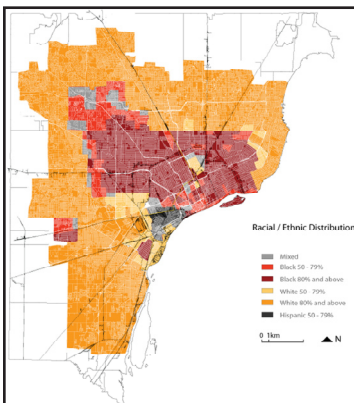 Racial / Ethnic Distribution
Mixed
Black 50 - 79%
Black 80% and above
White 50 - 79%
White 80% and above
Hispanic 50 - 79%
0 1km
N